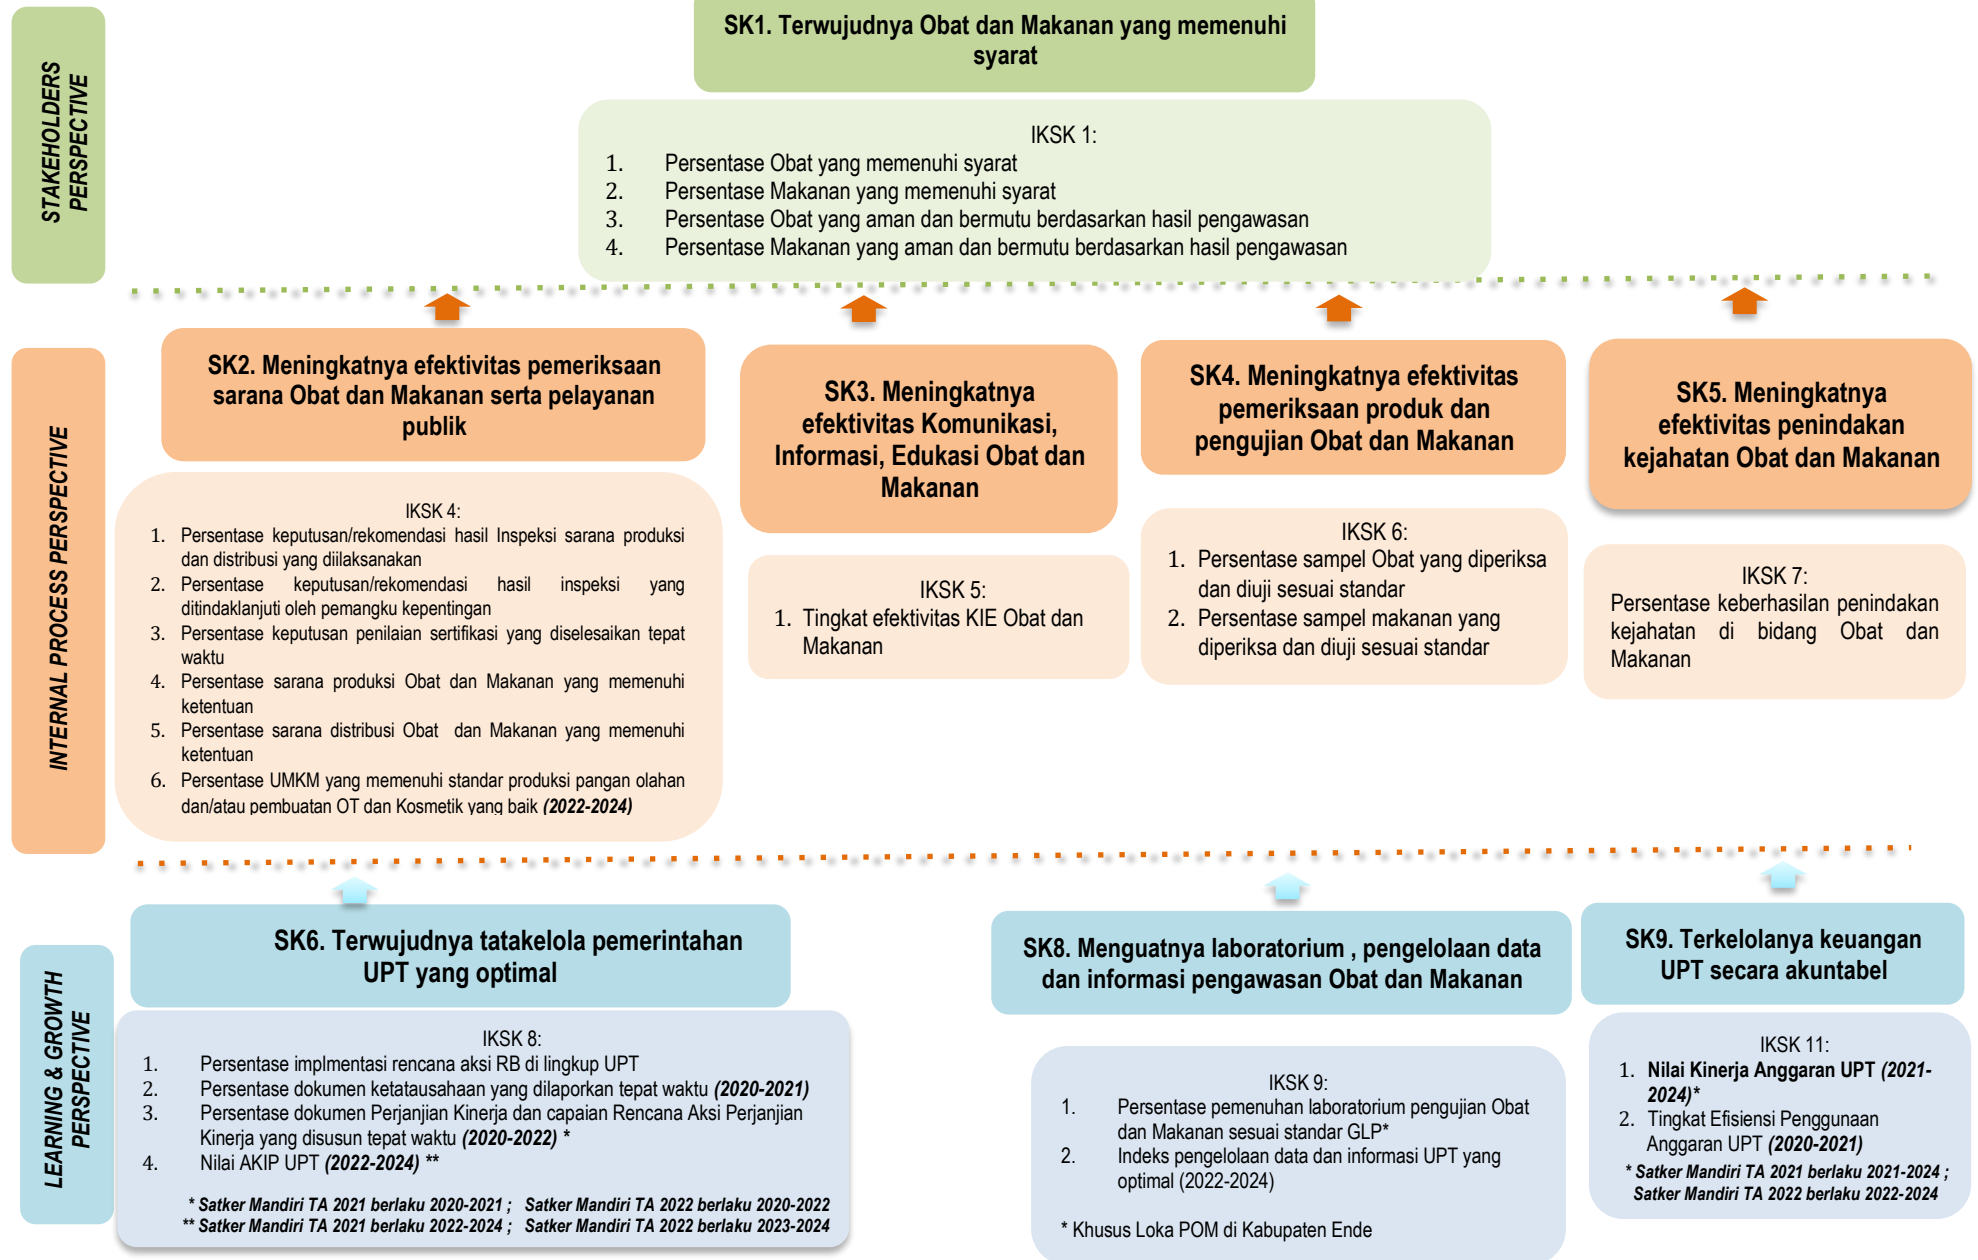 STAKEHOLDERS
PERSPECTIVE
SK1. Terwujudnya Obat dan Makanan yang memenuhi
syarat
IKSK 1:
1. Persentase Obat yang memenuhi syarat
2. Persentase Makanan yang memenuhi syarat
3. Persentase Obat yang aman dan bermutu berdasarkan hasil pengawasan
4. Persentase Makanan yang aman dan bermutu berdasarkan hasil pengawasan
INTERNAL PROCESS PERSPECTIVE
SK2. Meningkatnya efektivitas pemeriksaan
sarana Obat dan Makanan serta pelayanan
publik
IKSK 4:
1. Persentase keputusan/rekomendasi hasil Inspeksi sarana produksi
dan distribusi yang diilaksanakan
2. Persentase keputusan/rekomendasi hasil inspeksi yang
ditindaklanjuti oleh pemangku kepentingan
3. Persentase keputusan penilaian sertifikasi yang diselesaikan tepat
waktu
4. Persentase sarana produksi Obat dan Makanan yang memenuhi
ketentuan
5. Persentase sarana distribusi Obat dan Makanan yang memenuhi
ketentuan
6. Persentase UMKM yang memenuhi standar produksi pangan olahan
dan/atau pembuatan OT dan Kosmetik yang baik (2022-2024)
SK3. Meningkatnya
efektivitas Komunikasi,
Informasi, Edukasi Obat dan
Makanan
IKSK 5:
1. Tingkat efektivitas KIE Obat dan
Makanan
SK4. Meningkatnya efektivitas
pemeriksaan produk dan
pengujian Obat dan Makanan
IKSK 6:
1. Persentase sampel Obat yang diperiksa
dan diuji sesuai standar
2. Persentase sampel makanan yang
diperiksa dan diuji sesuai standar
SK5. Meningkatnya
efektivitas penindakan
kejahatan Obat dan Makanan
IKSK 7:
Persentase keberhasilan penindakan
kejahatan di bidang Obat dan
Makanan
LEARNING & GROWTH
PERSPECTIVE
SK6. Terwujudnya tatakelola pemerintahan
UPT yang optimal
IKSK 8:
1. Persentase implmentasi rencana aksi RB di lingkup UPT
2. Persentase dokumen ketatausahaan yang dilaporkan tepat waktu (2020-2021)
3. Persentase dokumen Perjanjian Kinerja dan capaian Rencana Aksi Perjanjian
Kinerja yang disusun tepat waktu (2020-2022) *
4. Nilai AKIP UPT (2022-2024) **
* Satker Mandiri TA 2021 berlaku 2020-2021 ; Satker Mandiri TA 2022 berlaku 2020-2022
** Satker Mandiri TA 2021 berlaku 2022-2024 ; Satker Mandiri TA 2022 berlaku 2023-2024
SK8. Menguatnya laboratorium , pengelolaan data
dan informasi pengawasan Obat dan Makanan
IKSK 9:
1. Persentase pemenuhan laboratorium pengujian Obat
dan Makanan sesuai standar GLP*
2. Indeks pengelolaan data dan informasi UPT yang
optimal (2022-2024)
* Khusus Loka POM di Kabupaten Ende
SK9. Terkelolanya keuangan
UPT secara akuntabel
IKSK 11:
1. Nilai Kinerja Anggaran UPT (2021-
2024)*
2. Tingkat Efisiensi Penggunaan
Anggaran UPT (2020-2021)
* Satker Mandiri TA 2021 berlaku 2021-2024 ;
Satker Mandiri TA 2022 berlaku 2022-2024